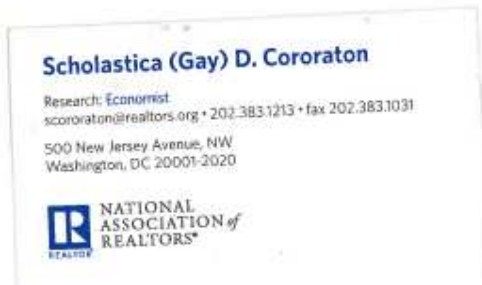 Scholastica (Gay) D. Cororaton
Research: Economist
scororaton@realtors.org • 202.383.1213 • fax 202.383.1031
500 New Jersey Avenue, NW
Washington, DC 20001-2020
NATIONAL
ASSOCIATION of
REALTORS®
REALTOR®